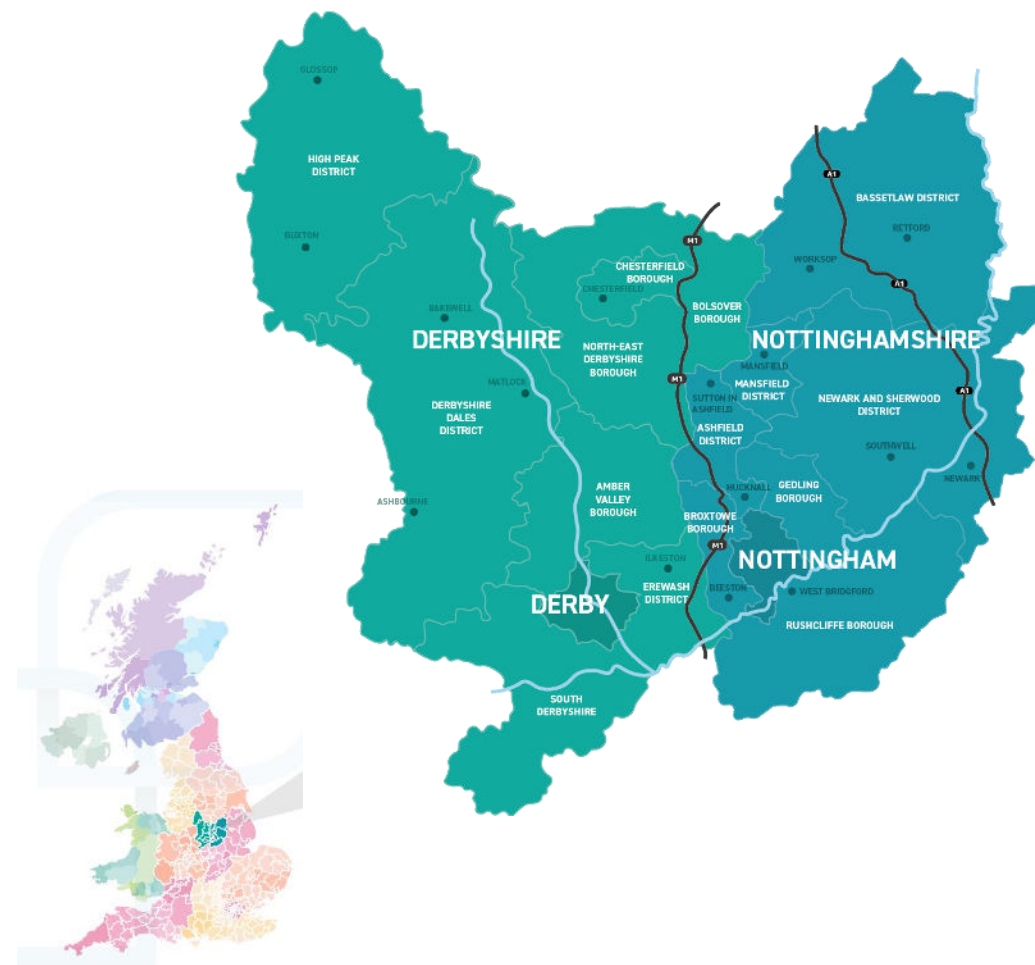 GLOSSOP
HIGH PEAK
DISTRICT
BUXTON
A1
BASSETLAW DISTRICT
RETFORD
WORKSOP
M1
A1
CHESTERFIELD
BOROUGH
CHESTERFIELD
BOLSOVER
BOROUGH
BAKEWELL
DERBYSHIRE
NOTTINGHAMSHIRE
NORTH-EAST
DERBYSHIRE
BOROUGH
MANSFIELD
M1
MATLOCK
MANSFIELD
DISTRICT
A1
SUTTON IN
ASHFIELD
NEWARK AND SHERWOOD
DISTRICT
DERBYSHIRE
DALES
DISTRICT
ASHFIELD
DISTRICT
SOUTHWELL
NEWARK
AMBER
VALLEY
BOROUGH
HUCKNALL
GEDLING
BOROUGH
ASHBOURNE
BROXTOWE
BOROUGH
M1
ILKESTON
NOTTINGHAM
EREWASH
DISTRICT
BEESTON
WEST BRIDGFORD
DERBY
RUSHCLIFFE BOROUGH
SOUTH
DERBYSHIRE